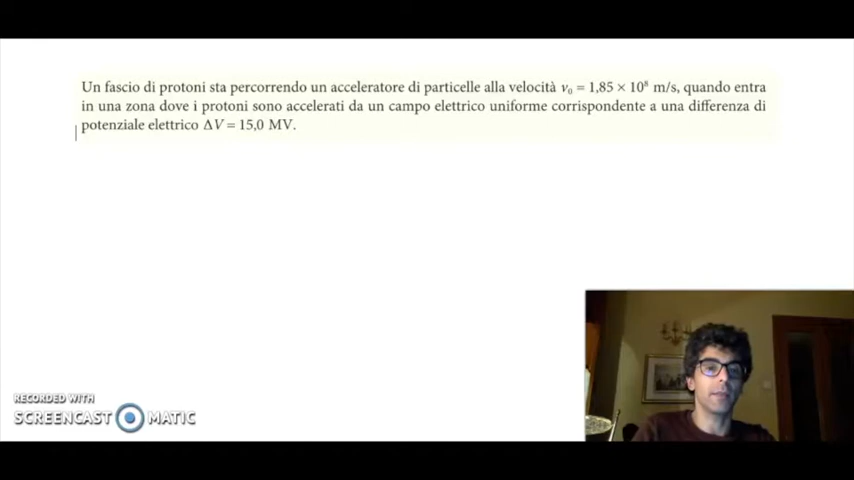 Un fascio di protoni sta percorrendo un acceleratore di particelle alla velocità v₀ = 1,85 × 10⁸ m/s, quando entra
in una zona dove i protoni sono accelerati da un campo elettrico uniforme corrispondente a una differenza di
potenziale elettrico ΔV = 15,0 MV.
RECORDED WITH
SCREENCAST MATIC